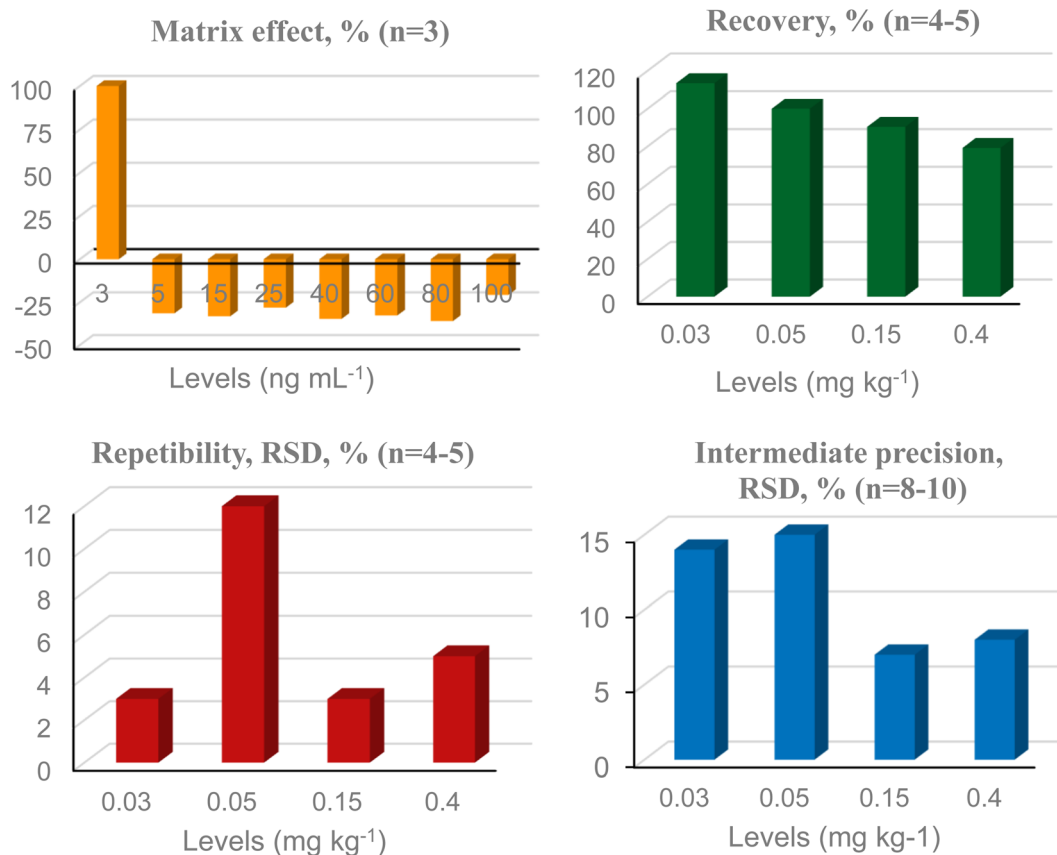 Matrix effect, % (n=3)
100
75
50
25
0
-25
-50
3 5 15 25 40 60 80 100
Levels (ng mL⁻¹)
Recovery, % (n=4-5)
120
100
80
60
40
20
0
0.03 0.05 0.15 0.4
Levels (mg kg⁻¹)
Repetibility, RSD, % (n=4-5)
12
10
8
6
4
2
0
0.03 0.05 0.15 0.4
Levels (mg kg⁻¹)
Intermediate precision,
RSD, % (n=8-10)
15
10
5
0
0.03 0.05 0.15 0.4
Levels (mg kg-1)